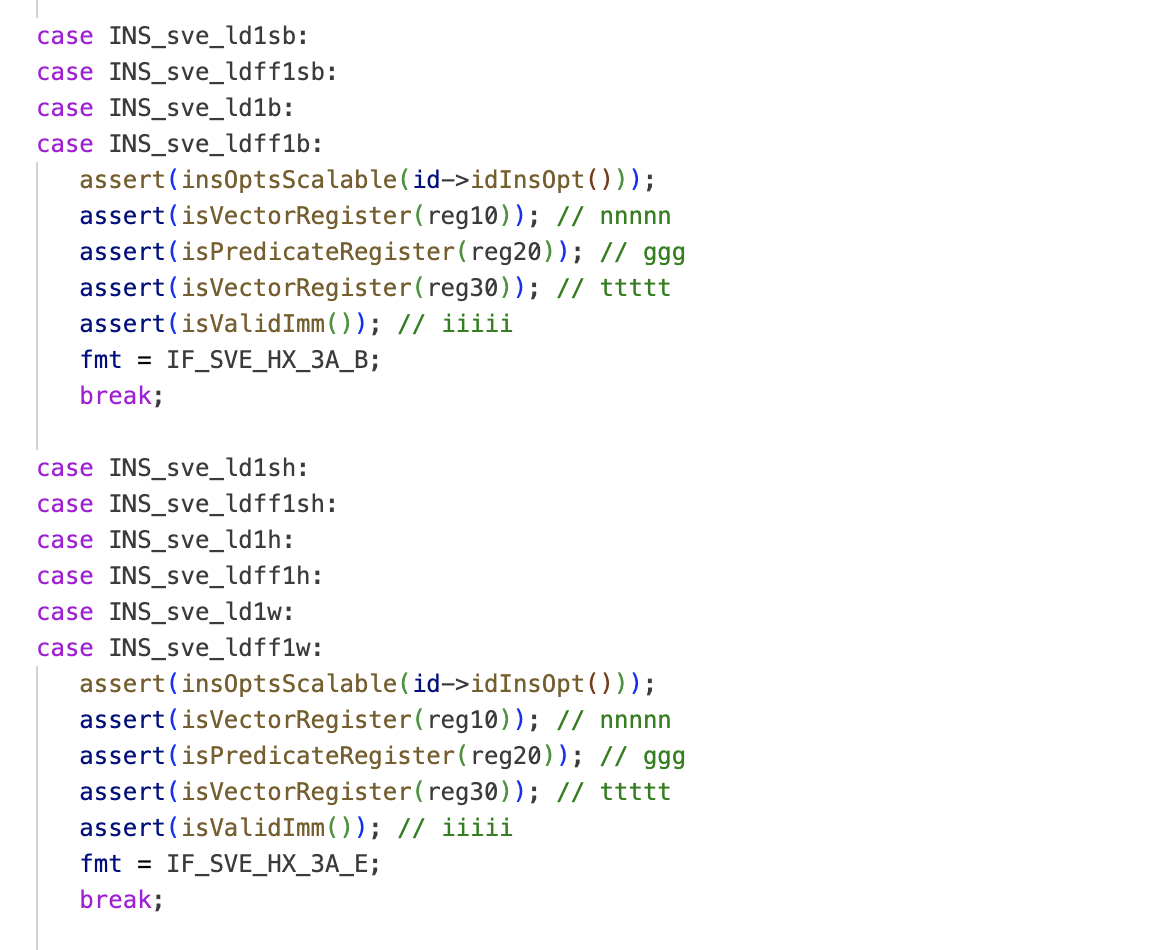 case INS_sve_ld1sb:
case INS_sve_ldff1sb:
case INS_sve_ld1b:
case INS_sve_ldff1b:
assert(insOptsScalable(id->idInsOpt()));
assert(isVectorRegister(reg10)); // nnnnn
assert(isPredicateRegister(reg20)); // ggg
assert(isVectorRegister(reg30)); // ttttt
assert(isValidImm()); // iiiii
fmt = IF_SVE_HX_3A_B;
break;
case INS_sve_ld1sh:
case INS_sve_ldff1sh:
case INS_sve_ld1h:
case INS_sve_ldff1h:
case INS_sve_ld1w:
case INS_sve_ldff1w:
assert(insOptsScalable(id->idInsOpt()));
assert(isVectorRegister(reg10)); // nnnnn
assert(isPredicateRegister(reg20)); // ggg
assert(isVectorRegister(reg30)); // ttttt
assert(isValidImm()); // iiiii
fmt = IF_SVE_HX_3A_E;
break;